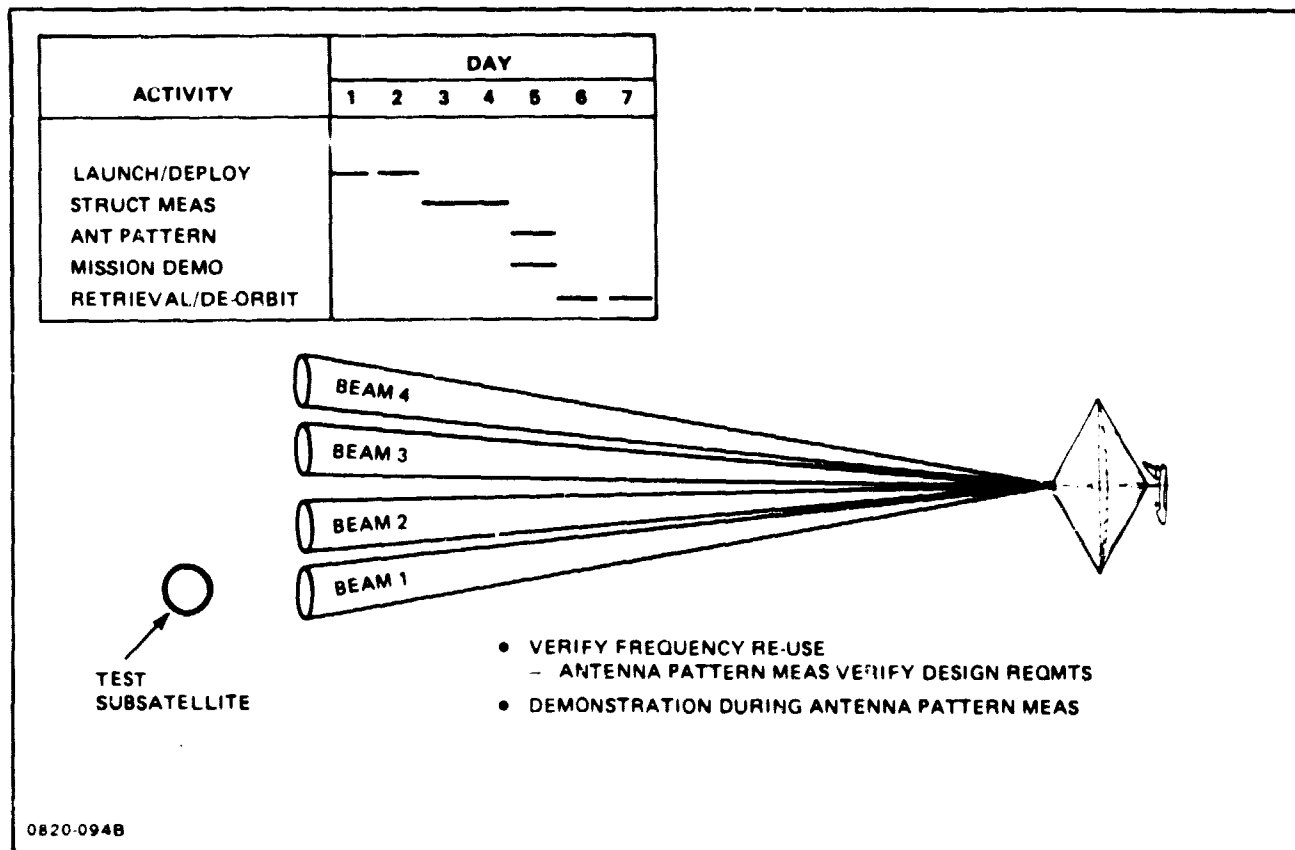 DAY
ACTIVITY 1 2 3 4 5 6 7
LAUNCH/DEPLOY
STRUCT MEAS
ANT PATTERN
MISSION DEMO
RETRIEVAL/DE-ORBIT
BEAM 4
BEAM 3
BEAM 2
BEAM 1
TEST
SUBSATELLITE
• VERIFY FREQUENCY RE-USE
– ANTENNA PATTERN MEAS VERIFY DESIGN REQMTS
• DEMONSTRATION DURING ANTENNA PATTERN MEAS
0820-094B